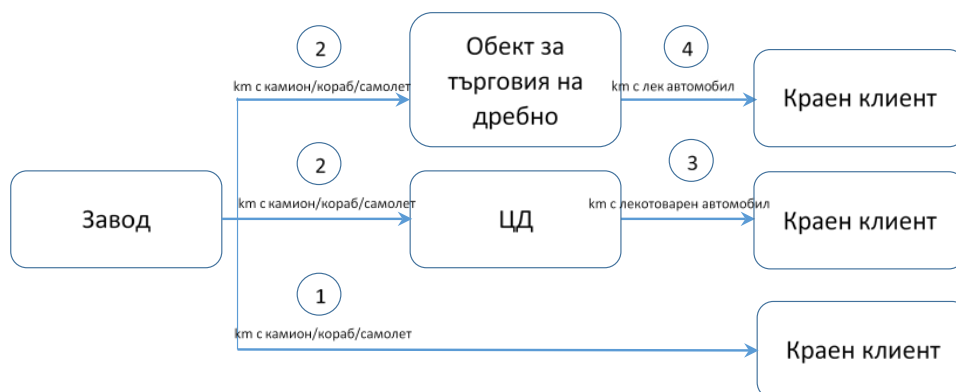 2
4
Обект за
търговия на
дребно
km с камион/кораб/самолет
km с лек автомобил
Краен клиент
2
3
Завод
km с камион/кораб/самолет
ЦД
km с лекотоварен автомобил
Краен клиент
1
km с камион/кораб/самолет
Краен клиент